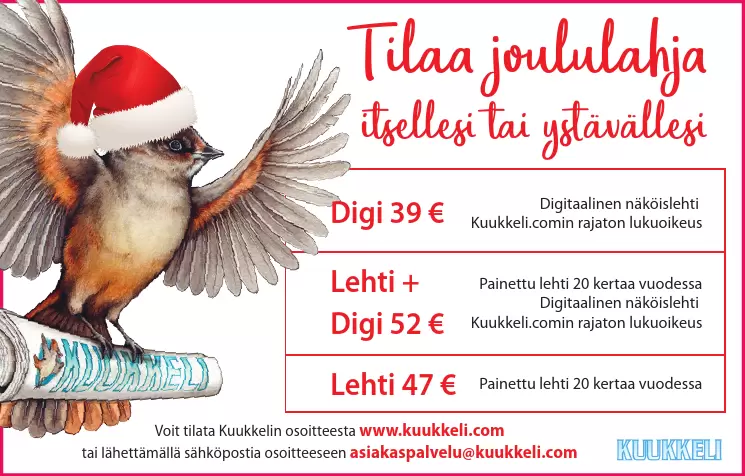 Tilaa joululahja
itsellesi tai ystävällesi
Digi 39 €
Digitaalinen näköislehti
Kuukkeli.comin rajaton lukuoikeus
Lehti +
Digi 52 €
Painettu lehti 20 kertaa vuodessa
Digitaalinen näköislehti
Kuukkeli.comin rajaton lukuoikeus
Lehti 47 €
Painettu lehti 20 kertaa vuodessa
KUUKKELI
Voit tilata Kuukkelin osoitteesta www.kuukkeli.com
tai lähettämällä sähköpostia osoitteeseen asiakaspalvelu@kuukkeli.com
KUUKKELI